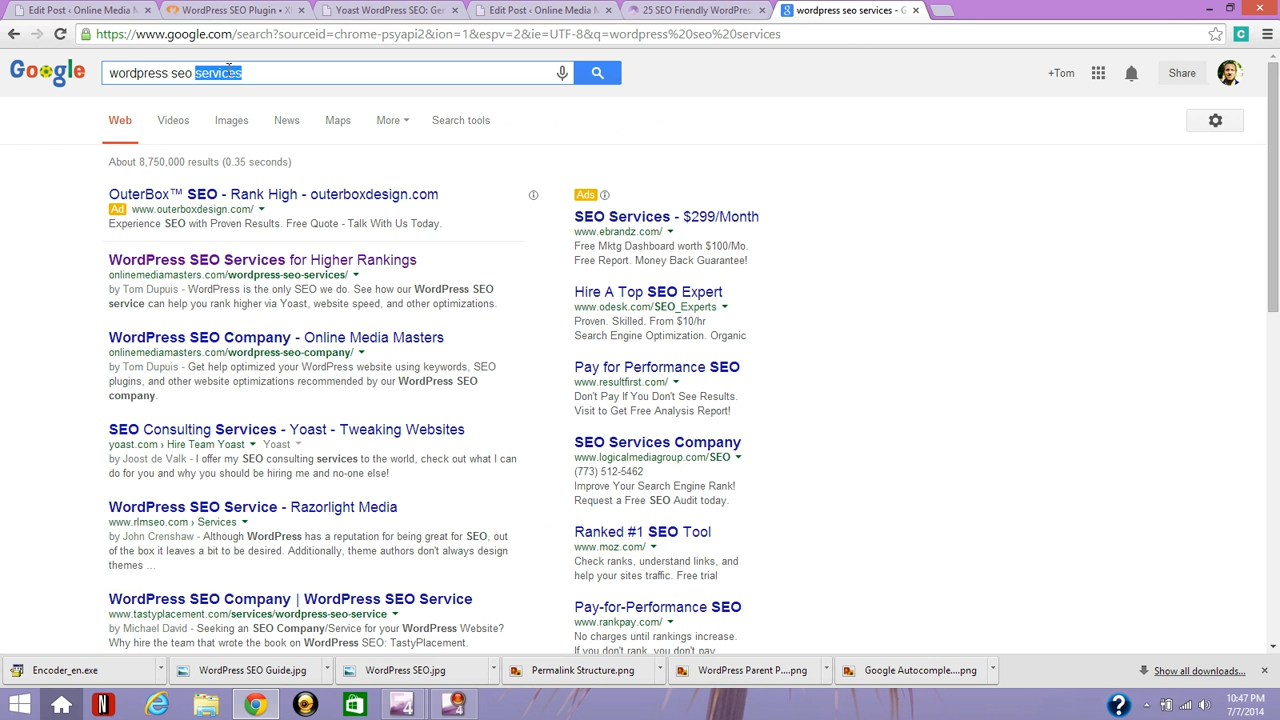 Edit Post ‹ Online Media M
WordPress SEO Plugin • Xl
Yoast WordPress SEO: Gen
Edit Post ‹ Online Media M
25 SEO Friendly WordPress
wordpress seo services - G
https://www.google.com/search?sourceid=chrome-psyapi2&ion=1&espv=2&ie=UTF-8&q=wordpress%20seo%20services
Google
wordpress seo services
+Tom
Share
Web
Videos
Images
News
Maps
More
Search tools
About 8,750,000 results (0.35 seconds)
OuterBox™ SEO - Rank High - outerboxdesign.com
Ad www.outerboxdesign.com/
Experience SEO with Proven Results. Free Quote - Talk With Us Today.
WordPress SEO Services for Higher Rankings
onlinemediamasters.com/wordpress-seo-services/
by Tom Dupuis - WordPress is the only SEO we do. See how our WordPress SEO
service can help you rank higher via Yoast, website speed, and other optimizations.
WordPress SEO Company - Online Media Masters
onlinemediamasters.com/wordpress-seo-company/
by Tom Dupuis - Get help optimized your WordPress website using keywords, SEO
plugins, and other website optimizations recommended by our WordPress SEO
company.
SEO Consulting Services - Yoast - Tweaking Websites
yoast.com › Hire Team Yoast Yoast
by Joost de Valk - I offer my SEO consulting services to the world, check out what I can
do for you and why you should be hiring me and no-one else!
WordPress SEO Service - Razorlight Media
www.rlmseo.com › Services
by John Crenshaw - Although WordPress has a reputation for being great for SEO, out
of the box it leaves a bit to be desired. Additionally, theme authors don't always design
themes ...
WordPress SEO Company | WordPress SEO Service
www.tastyplacement.com/services/wordpress-seo-service
by Michael David - Seeking an SEO Company/Service for your WordPress Website?
Why hire the team that wrote the book on WordPress SEO: TastyPlacement.
Ads
SEO Services - $299/Month
www.ebrandz.com/
Free Mktg Dashboard worth $100/Mo.
Free Report. Money Back Guarantee!
Hire A Top SEO Expert
www.odesk.com/SEO_Experts
Proven. Skilled. From $10/hr
Search Engine Optimization. Organic
Pay for Performance SEO
www.resultfirst.com/
Don't Pay If You Don't See Results.
Visit to Get Free Analysis Report!
SEO Services Company
www.logicalmediagroup.com/SEO
(773) 512-5462
Improve Your Search Engine Rank!
Request a Free SEO Audit today.
Ranked #1 SEO Tool
www.moz.com/
Check ranks, understand links, and
help your sites traffic. Free trial
Pay-for-Performance SEO
www.rankpay.com/
No charges until rankings increase.
If you don't rank, you don't pay
Encoder_en.exe
WordPress SEO Guide.jpg
WordPress SEO.jpg
Permalink Structure.png
WordPress Parent P....png
Google Autocomple....png
Show all downloads...
10:47 PM
7/7/2014